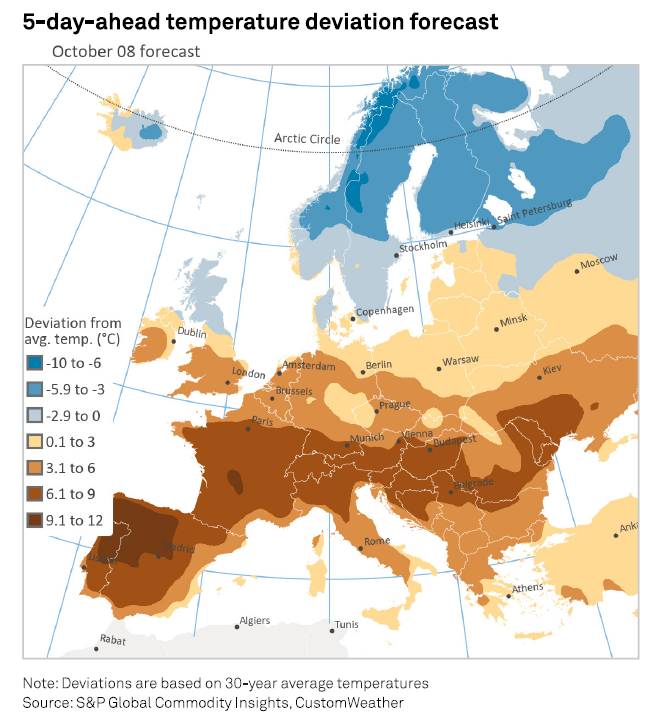 5-day-ahead temperature deviation forecast
October 08 forecast
Arctic Circle
Helsinki
Saint Petersburg
Stockholm
Moscow
Copenhagen
Minsk
Dublin
Deviation from
avg. temp. (°C)
-10 to -6
-5.9 to -3
-2.9 to 0
0.1 to 3
3.1 to 6
6.1 to 9
9.1 to 12
London
Amsterdam
Berlin
Warsaw
Kiev
Brussels
Prague
Paris
Munich
Vienna
Budapest
Belgrade
Madrid
Rome
Ank
Athens
Algiers
Tunis
Rabat
Note: Deviations are based on 30-year average temperatures
Source: S&P Global Commodity Insights, CustomWeather